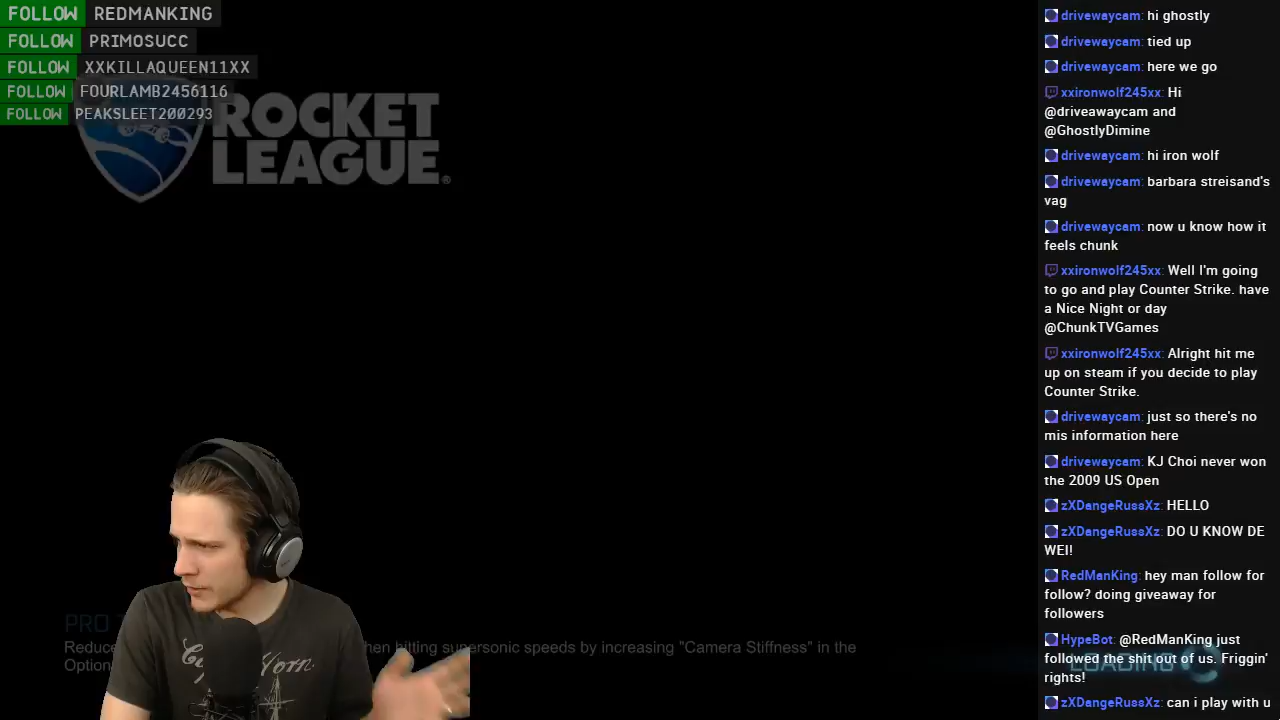 FOLLOW REDMANKING
FOLLOW PRIMOSUCC
FOLLOW XXKILLAQUEEN11XX
FOLLOW FOURLAMB2456116
FOLLOW PEAKSLEET200293
ROCKET
LEAGUE®
PRO
Reduce
hen hitting supersonic speeds by increasing "Camera Stiffness" in the
Option
LOADING
drivewaycam: hi ghostly
drivewaycam: tied up
drivewaycam: here we go
xxironwolf245xx: Hi
@driveawaycam and
@GhostlyDimine
drivewaycam: hi iron wolf
drivewaycam: barbara streisand's
vag
drivewaycam: now u know how it
feels chunk
xxironwolf245xx: Well I'm going
to go and play Counter Strike. have
a Nice Night or day
@ChunkTVGames
xxironwolf245xx: Alright hit me
up on steam if you decide to play
Counter Strike.
drivewaycam: just so there's no
mis information here
drivewaycam: KJ Choi never won
the 2009 US Open
zXDangeRussXz: HELLO
zXDangeRussXz: DO U KNOW DE
WEI!
RedManKing: hey man follow for
follow? doing giveaway for
followers
HypeBot: @RedManKing just
followed the shit out of us. Friggin'
rights!
zXDangeRussXz: can i play with u